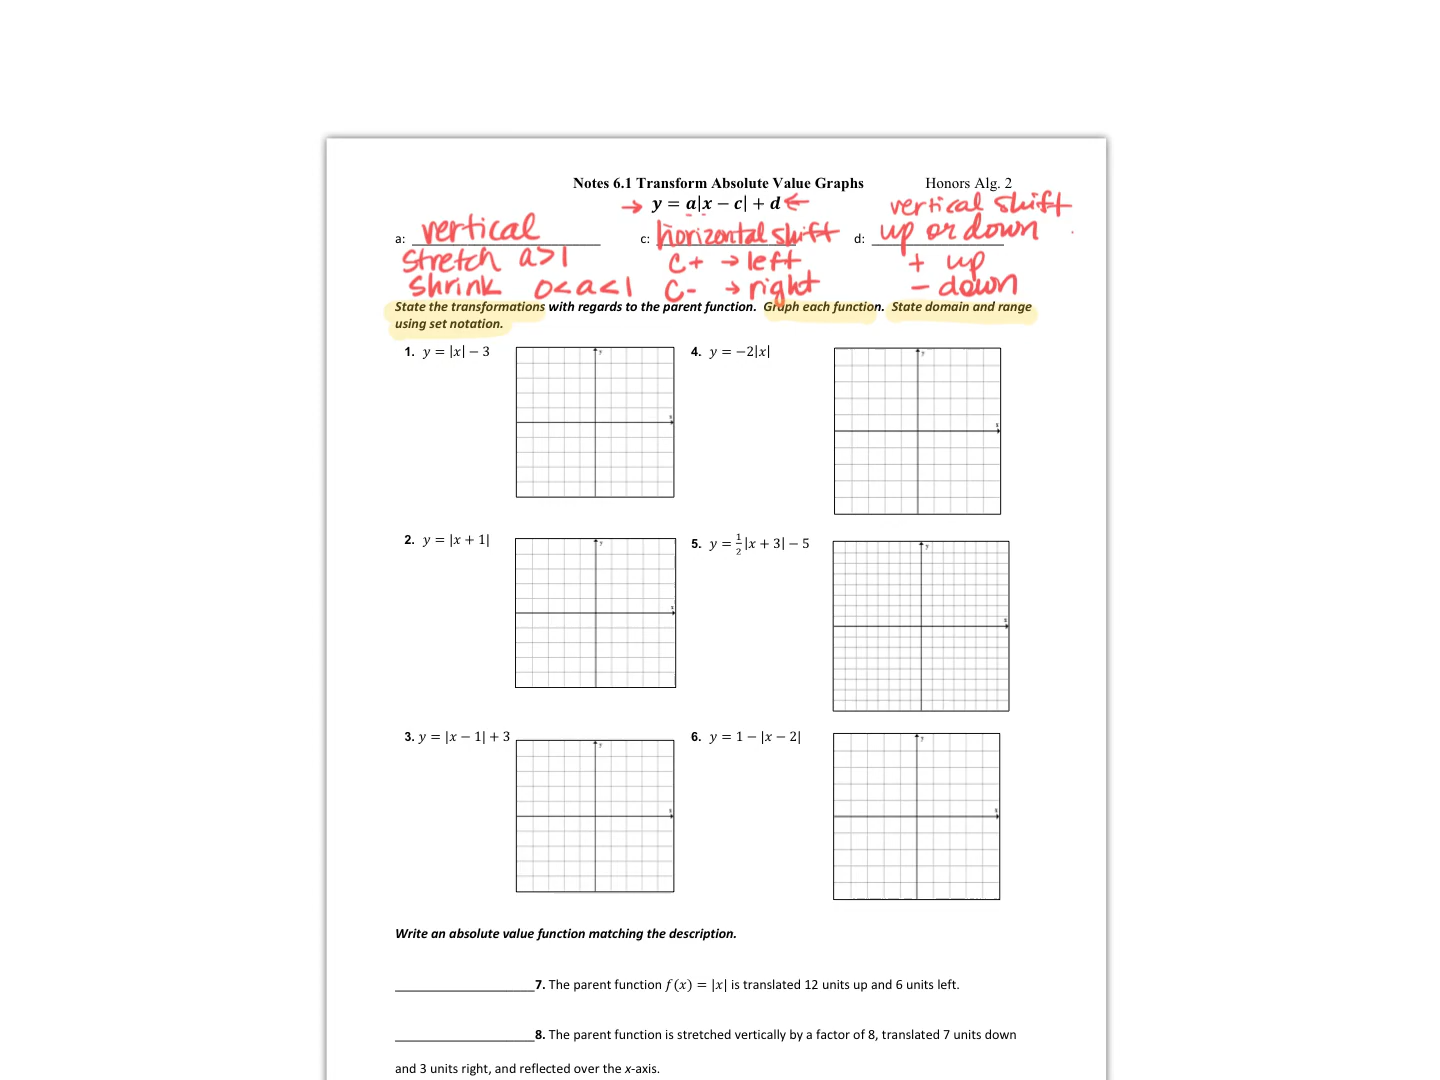 Notes 6.1 Transform Absolute Value Graphs Honors Alg. 2
→ y = a|x − c| + d ← vertical shift
a: vertical c: horizontal shift d: up or down
stretch a>1 c+ → left + up
shrink 0<a<1 c- → right - down
State the transformations with regards to the parent function. Graph each function. State domain and range
using set notation.
1. y = |x| − 3 4. y = −2|x|
2. y = |x + 1| 5. y = 1/2|x + 3| − 5
3. y = |x − 1| + 3 6. y = 1 − |x − 2|
Write an absolute value function matching the description.
____________________7. The parent function f(x) = |x| is translated 12 units up and 6 units left.
____________________8. The parent function is stretched vertically by a factor of 8, translated 7 units down
and 3 units right, and reflected over the x-axis.